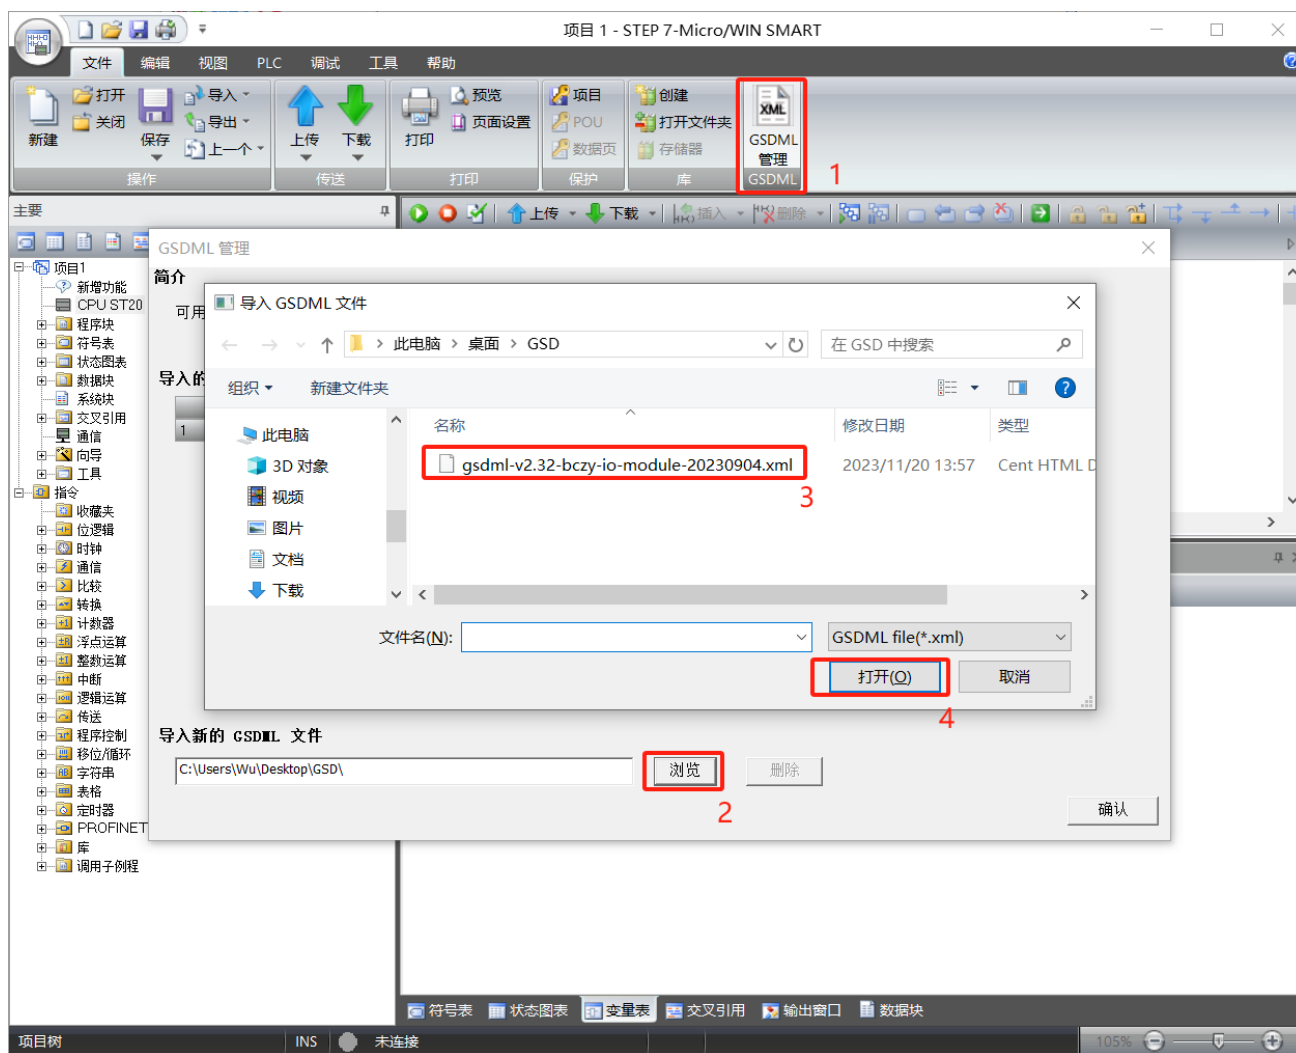 项目 1 - STEP 7-Micro/WIN SMART
文件 编辑 视图 PLC 调试 工具 帮助
新建 打开 关闭 保存 导入 导出 上一个
上传 下载
打印 预览 页面设置
项目 POU 数据页
创建 打开文件夹 存储器
XML GSDML 管理
操作 传送 打印 保护 库 GSDML
1
主要
上传 下载 插入 删除
项目1
新增功能
CPU ST20
程序块
符号表
状态图表
数据块
系统块
交叉引用
通信
向导
工具
指令
收藏夹
位逻辑
时钟
通信
比较
转换
计数器
浮点运算
整数运算
中断
逻辑运算
传送
程序控制
移位/循环
字符串
表格
定时器
PROFINET
库
调用子例程
GSDML 管理
简介
可用
导入的
1
导入 GSDML 文件
此电脑 桌面 GSD
在 GSD 中搜索
组织 新建文件夹
此电脑
3D 对象
视频
图片
文档
下载
名称 修改日期 类型
gsdml-v2.32-bczy-io-module-20230904.xml 2023/11/20 13:57 Cent HTML D
3
文件名(N): GSDML file(*.xml)
打开(O) 取消
4
导入新的 GSDML 文件
C:\Users\Wu\Desktop\GSD\ 浏览 删除
2
确认
符号表 状态图表 变量表 交叉引用 输出窗口 数据块
项目树 INS 未连接 105%